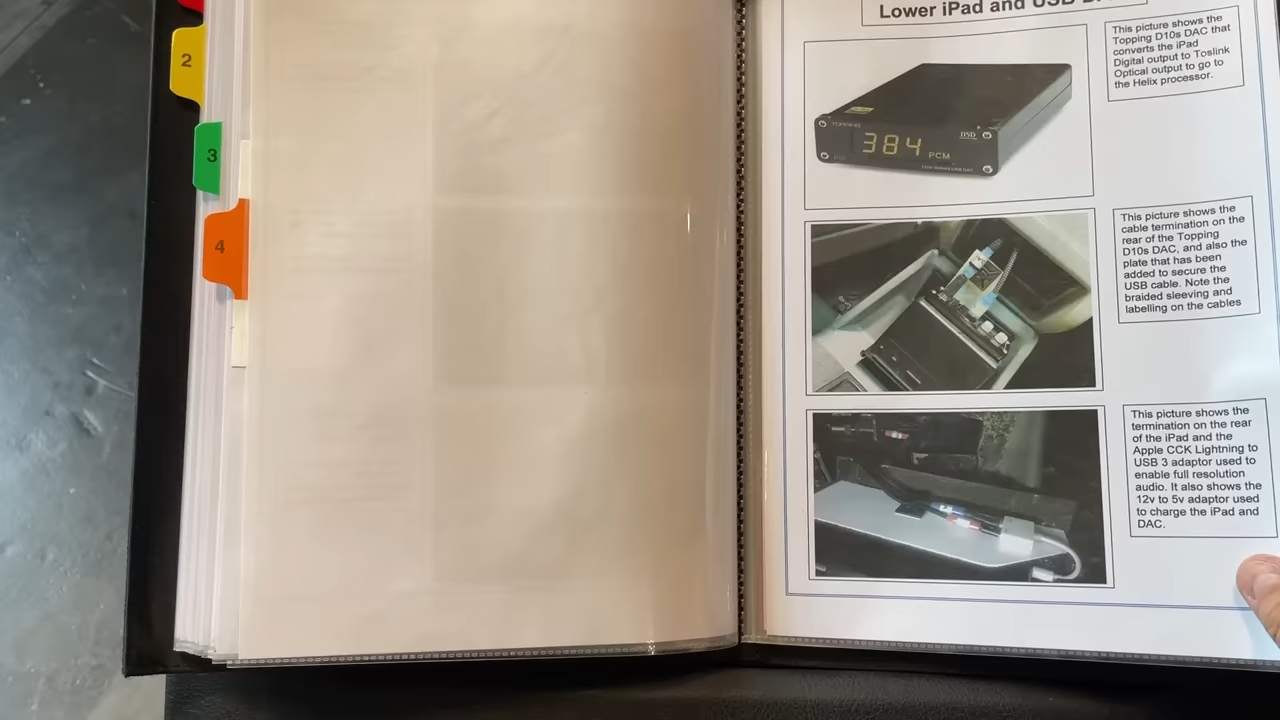 2
3
4
Lower iPad and USB
This picture shows the
Topping D10s DAC that
converts the iPad
Digital output to Toslink
Optical output to go to
the Helix processor.
TOPPING
384
PCM
DSD
This picture shows the
cable termination on the
rear of the Topping
D10s DAC, and also the
plate that has been
added to secure the
USB cable. Note the
braided sleeving and
labelling on the cables
This picture shows the
termination on the rear
of the iPad and the
Apple CCK Lightning to
USB 3 adaptor used to
enable full resolution
audio. It also shows the
12v to 5v adaptor used
to charge the iPad and
DAC.